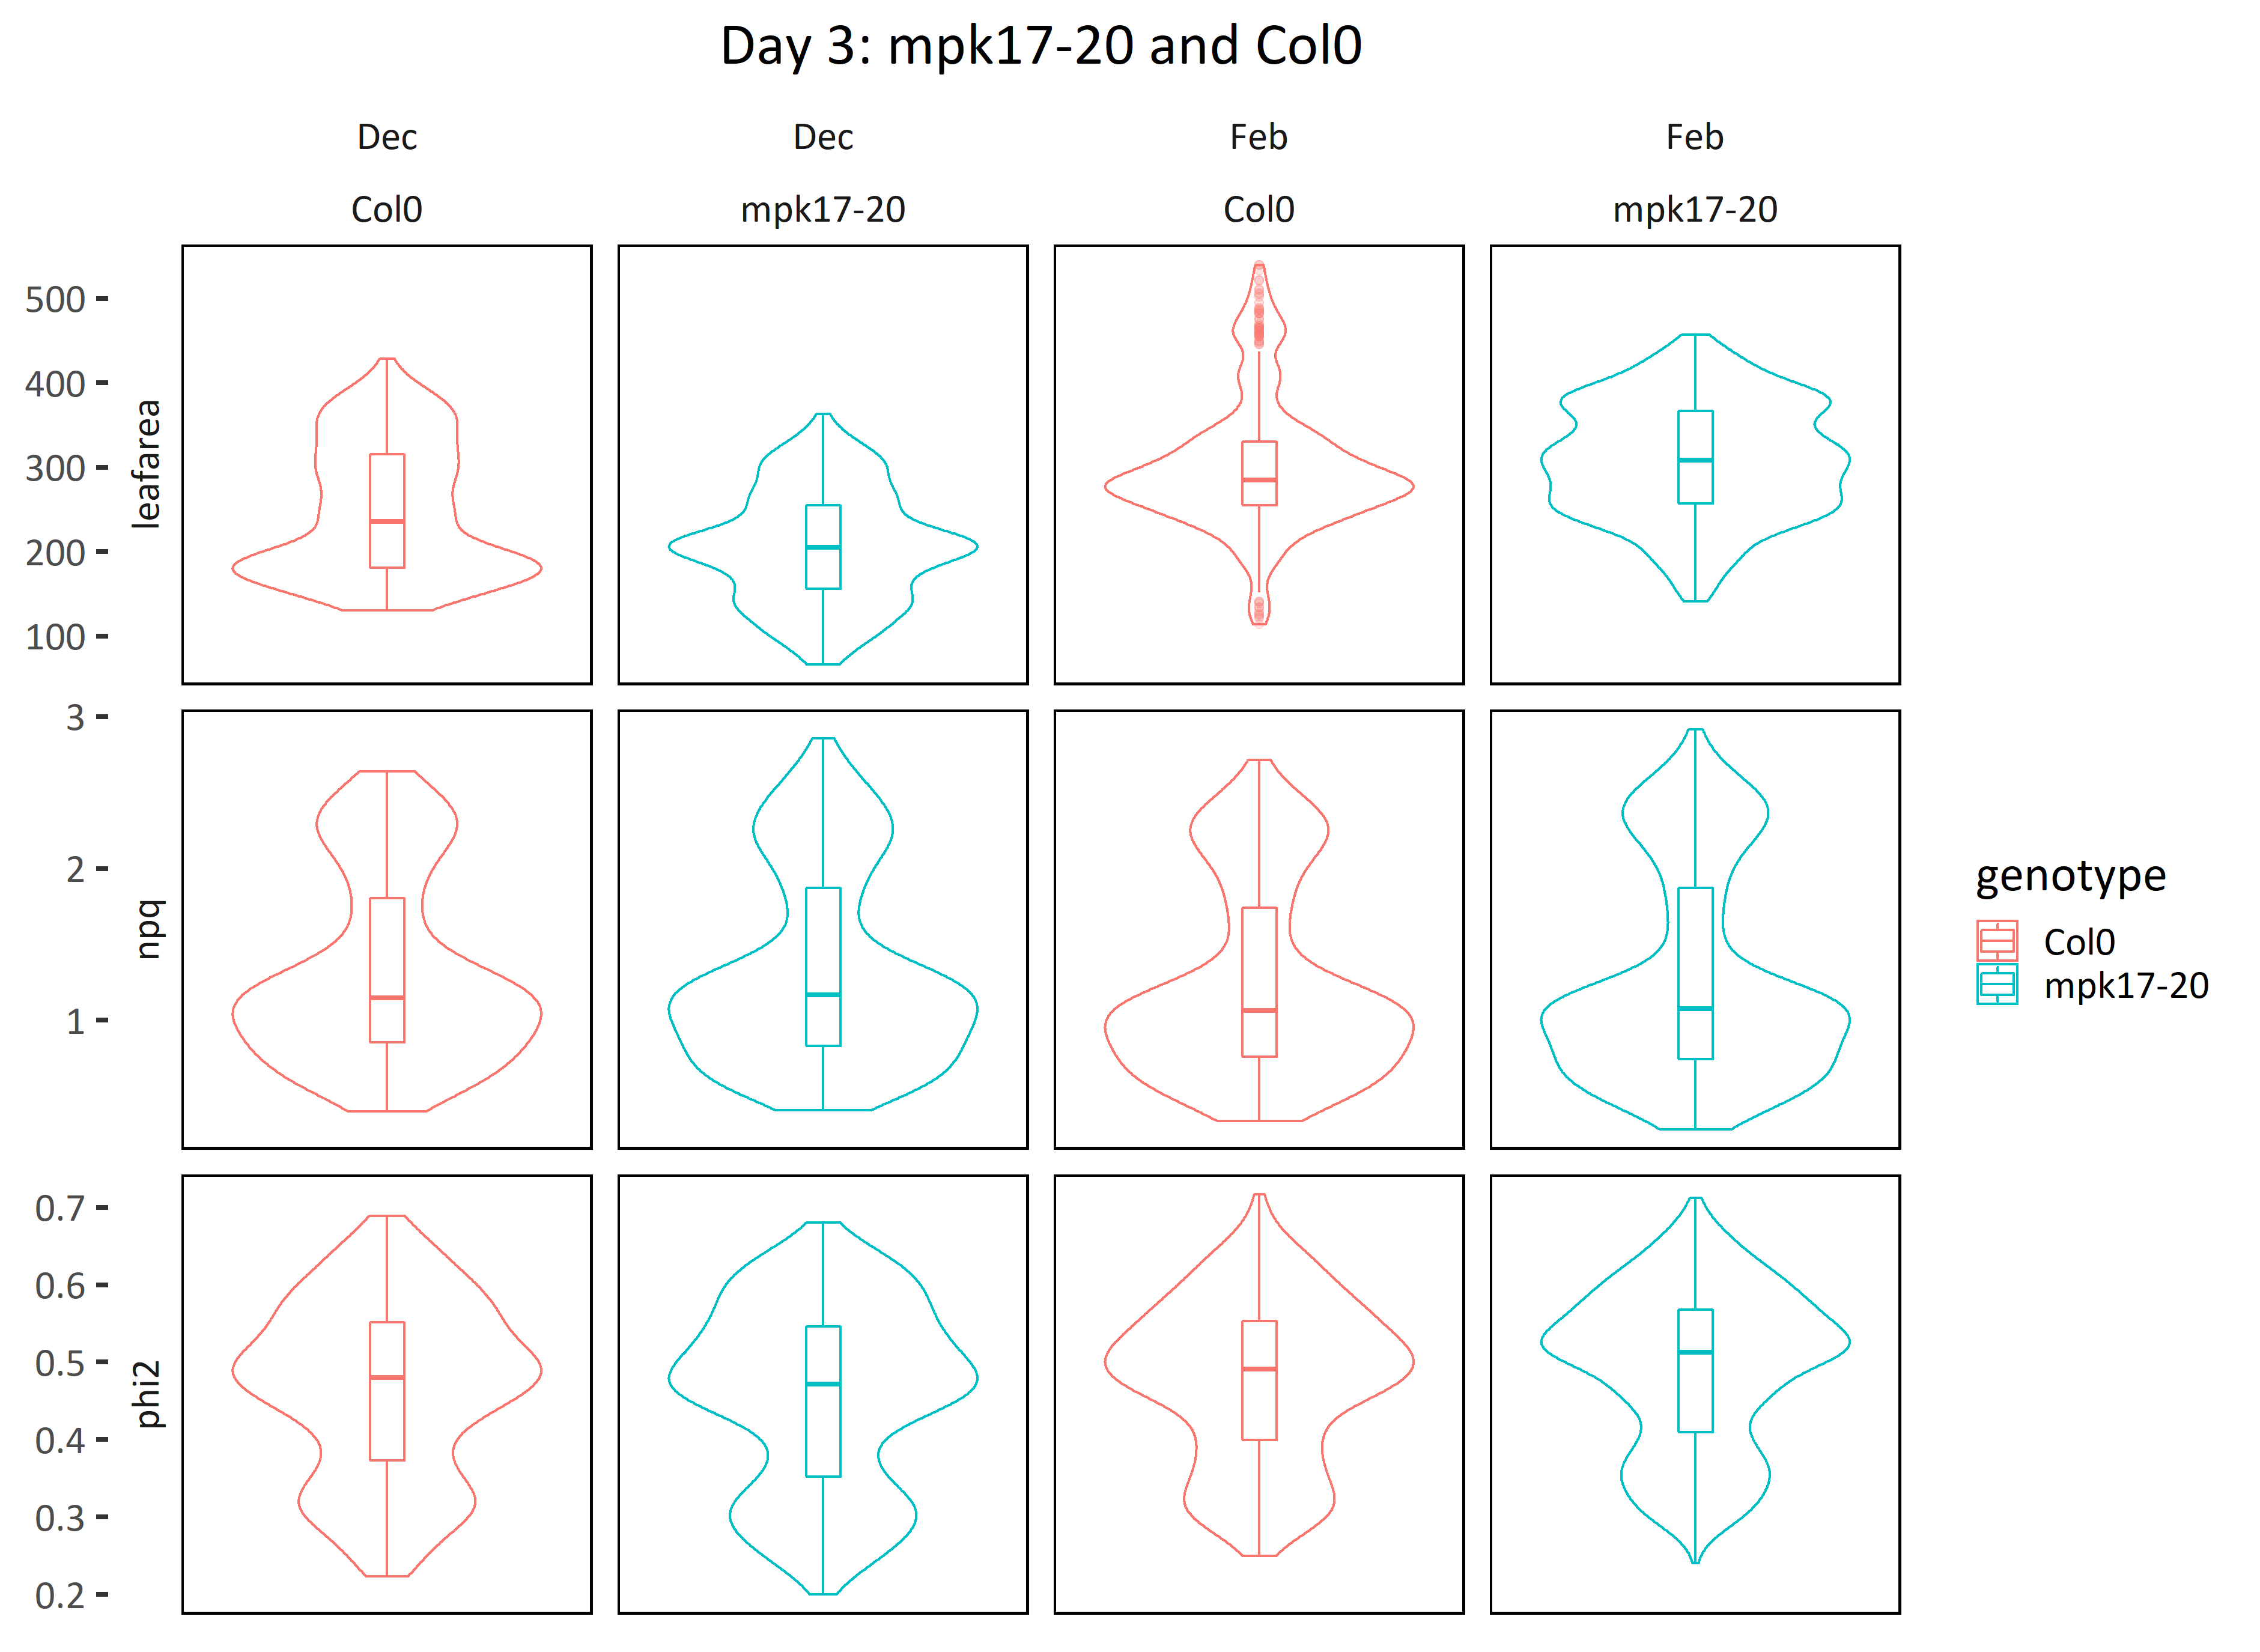 Day 3: mpk17-20 and Col0
Dec Dec Feb Feb
Col0 mpk17-20 Col0 mpk17-20
leafarea
500
400
300
200
100
npq
3
2
1
phi2
0.7
0.6
0.5
0.4
0.3
0.2
genotype
Col0
mpk17-20